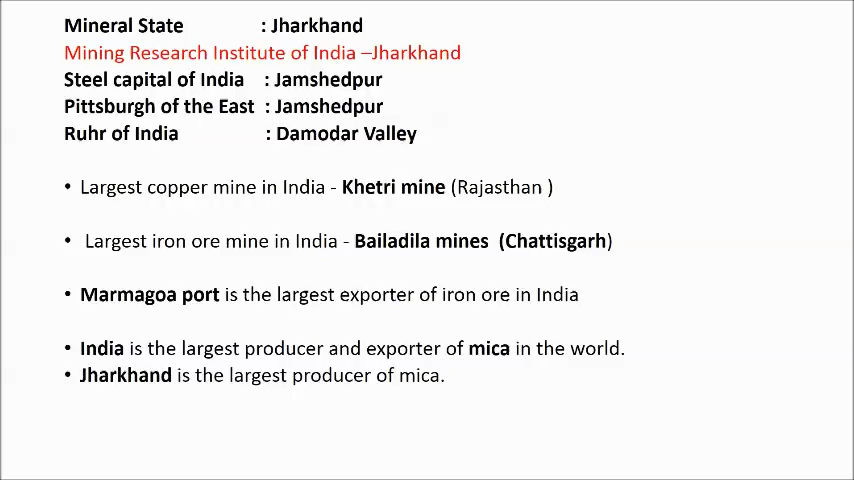 Mineral State : Jharkhand
Mining Research Institute of India –Jharkhand
Steel capital of India : Jamshedpur
Pittsburgh of the East : Jamshedpur
Ruhr of India : Damodar Valley
• Largest copper mine in India - Khetri mine (Rajasthan )
• Largest iron ore mine in India - Bailadila mines (Chattisgarh)
• Marmagoa port is the largest exporter of iron ore in India
• India is the largest producer and exporter of mica in the world.
• Jharkhand is the largest producer of mica.